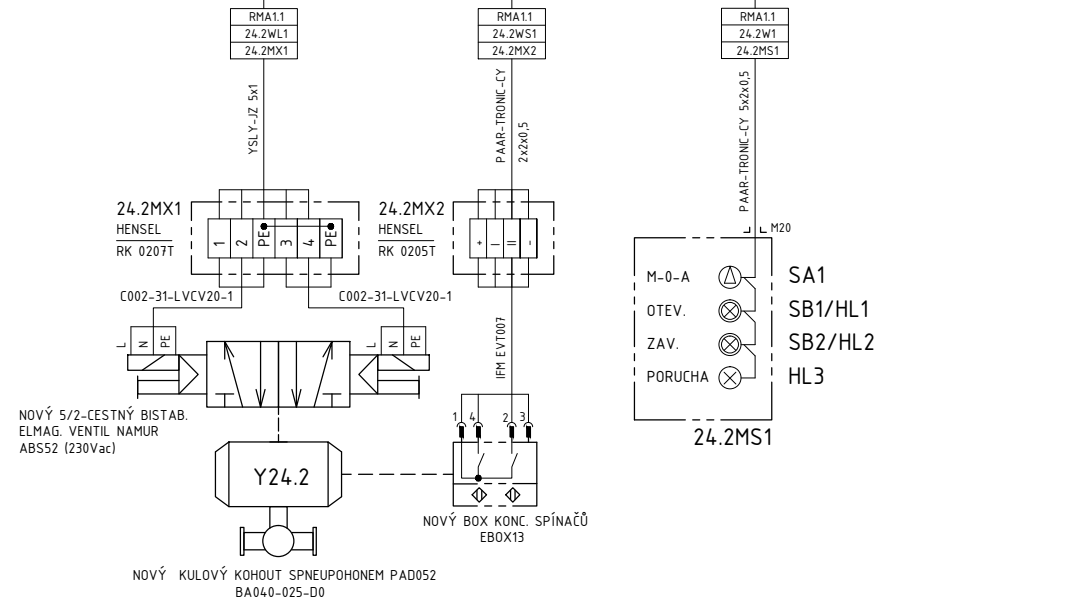 RMA1.1
24.2WL1
24.2MX1
RMA1.1
24.2WS1
24.2MX2
RMA1.1
24.2W1
24.2MS1
YSLY-JZ 5x1
PAAR-TRONIC-CY
2x2x0,5
PAAR-TRONIC-CY 5x2x0,5
24.2MX1
HENSEL
RK 0207T
1
2
PE
3
4
PE
24.2MX2
HENSEL
RK 0205T
+
I
II
-
M20
M-0-A
SA1
OTEV.
SB1/HL1
ZAV.
SB2/HL2
PORUCHA
HL3
24.2MS1
C002-31-LVCV20-1
C002-31-LVCV20-1
L
N
PE
L
N
PE
IFM EVT007
NOVÝ 5/2-CESTNÝ BISTAB.
ELMAG. VENTIL NAMUR
ABS52 (230Vac)
1
4
2
3
Y24.2
NOVÝ BOX KONC. SPÍNAČŮ
EBOX13
NOVÝ KULOVÝ KOHOUT SPNEUPOHONEM PAD052
BA040-025-D0